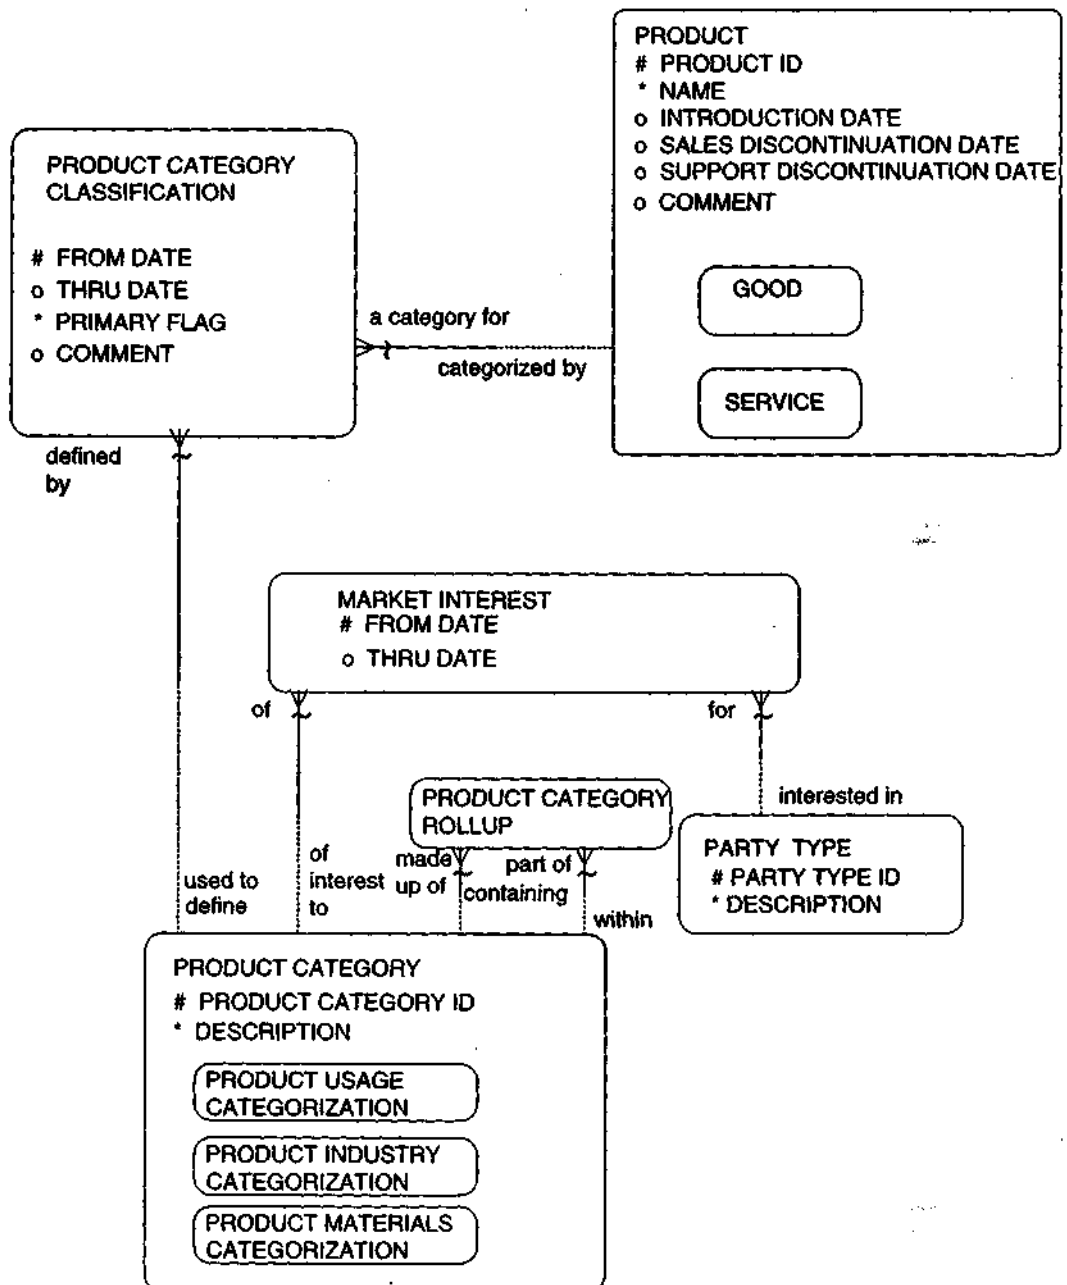 PRODUCT
# PRODUCT ID
* NAME
o INTRODUCTION DATE
o SALES DISCONTINUATION DATE
o SUPPORT DISCONTINUATION DATE
o COMMENT
GOOD
SERVICE
PRODUCT CATEGORY
CLASSIFICATION
# FROM DATE
o THRU DATE
* PRIMARY FLAG
o COMMENT
a category for
categorized by
defined
by
MARKET INTEREST
# FROM DATE
o THRU DATE
of
for
PRODUCT CATEGORY
ROLLUP
interested in
PARTY TYPE
# PARTY TYPE ID
* DESCRIPTION
used to
define
of
interest
to
made
up of
part of
containing
within
PRODUCT CATEGORY
# PRODUCT CATEGORY ID
* DESCRIPTION
PRODUCT USAGE
CATEGORIZATION
PRODUCT INDUSTRY
CATEGORIZATION
PRODUCT MATERIALS
CATEGORIZATION